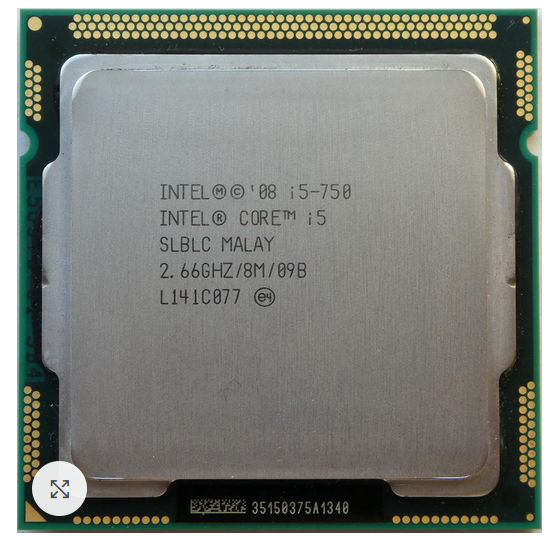 INTEL Ⓜ © '08 i5-750
INTEL® CORE™ i5
SLBLC MALAY
2.66GHZ/8M/09B
L141C077 e4
35150375A1340